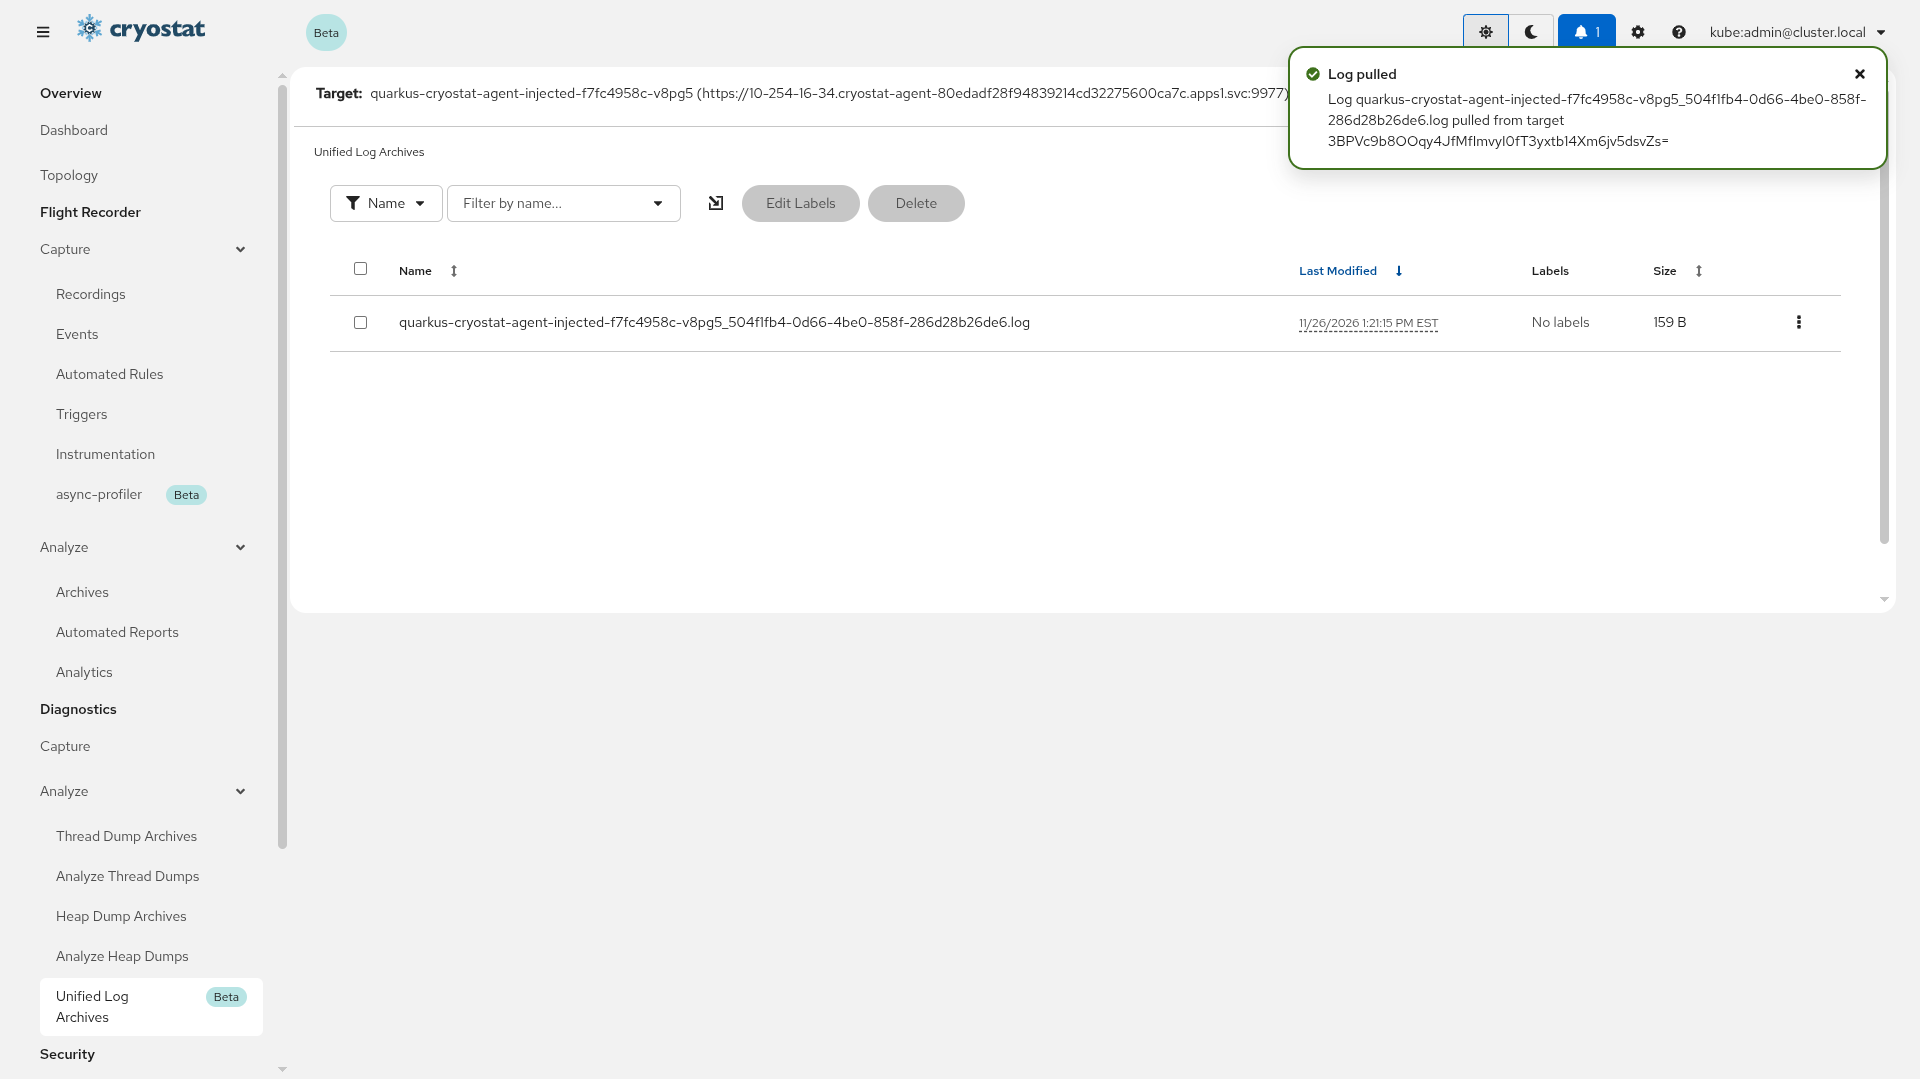 cryostat
Beta
1
kube:admin@cluster.local
Overview
Dashboard
Topology
Flight Recorder
Capture
Recordings
Events
Automated Rules
Triggers
Instrumentation
async-profiler Beta
Analyze
Archives
Automated Reports
Analytics
Diagnostics
Capture
Analyze
Thread Dump Archives
Analyze Thread Dumps
Heap Dump Archives
Analyze Heap Dumps
Unified Log Beta
Archives
Security
Target: quarkus-cryostat-agent-injected-f7fc4958c-v8pg5 (https://10-254-16-34.cryostat-agent-80edadf28f94839214cd32275600ca7c.apps1.svc:9977)
Log pulled
Log quarkus-cryostat-agent-injected-f7fc4958c-v8pg5_504f1fb4-0d66-4be0-858f-
286d28b26de6.log pulled from target
3BPVc9b8OOqy4JfMfImvyI0fT3yxtb14Xm6jv5dsvZs=
Unified Log Archives
Name Filter by name... Edit Labels Delete
Name Last Modified Labels Size
quarkus-cryostat-agent-injected-f7fc4958c-v8pg5_504f1fb4-0d66-4be0-858f-286d28b26de6.log 11/26/2026 1:21:15 PM EST No labels 159 B